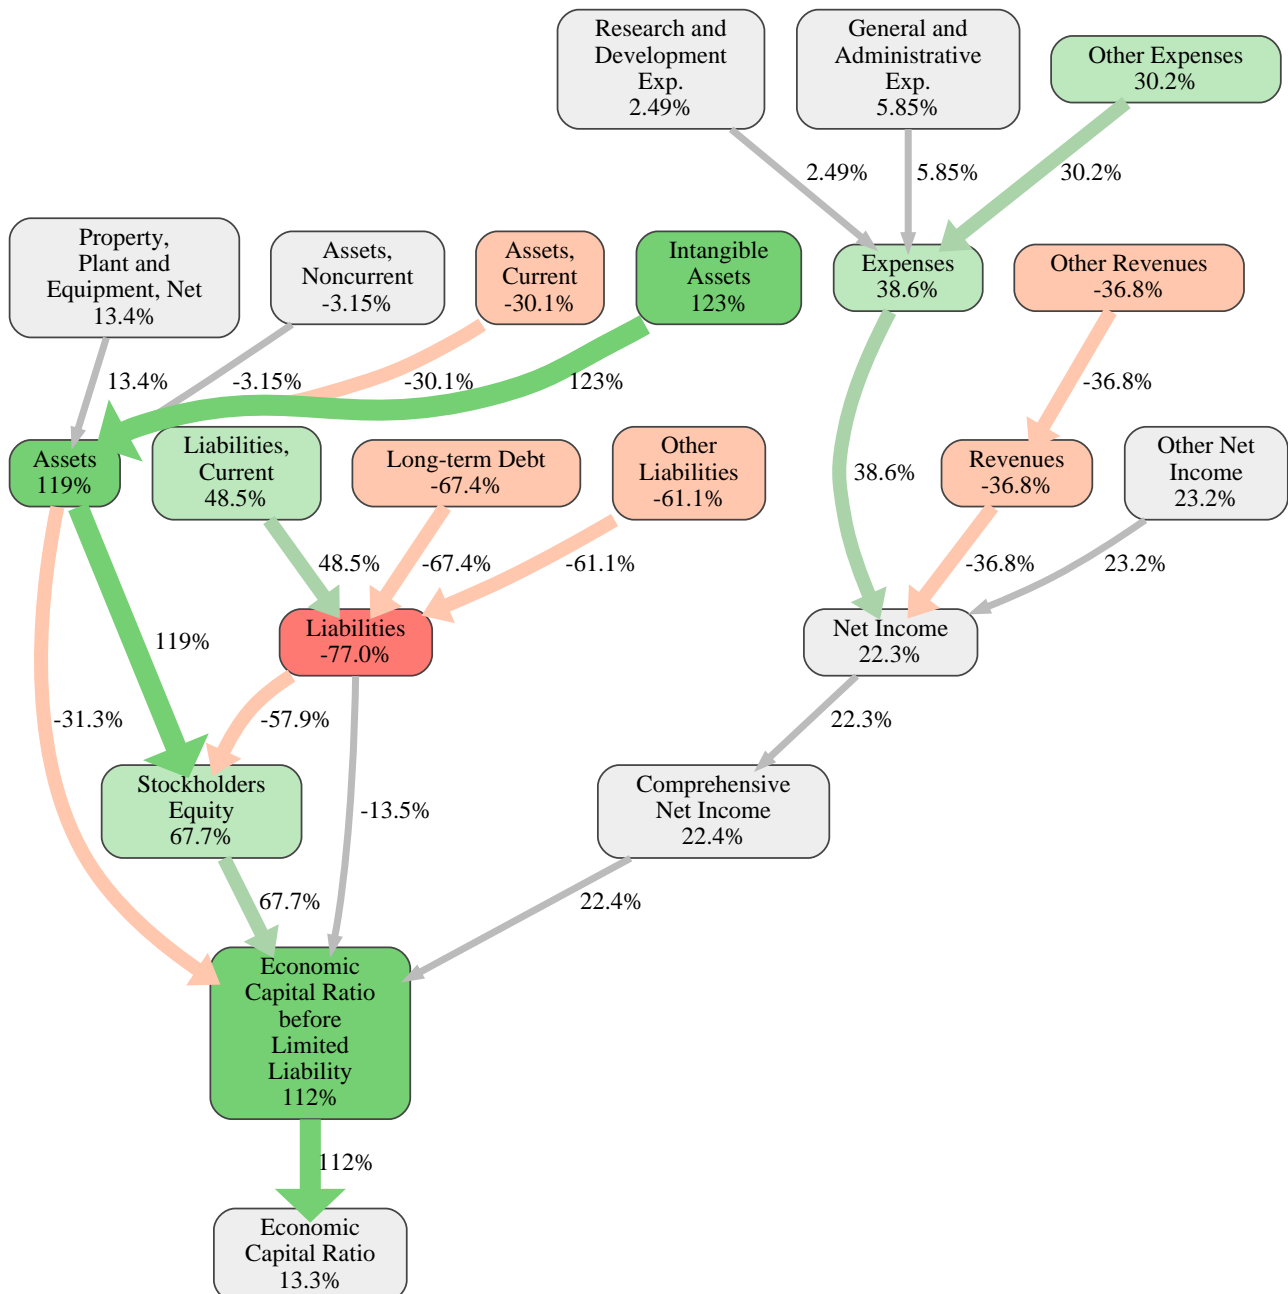 Research and
Development
Exp.
2.49%
General and
Administrative
Exp.
5.85%
Other Expenses
30.2%
2.49%
5.85%
30.2%
Property,
Plant and
Equipment, Net
13.4%
Assets,
Noncurrent
-3.15%
Assets,
Current
-30.1%
Intangible
Assets
123%
Expenses
38.6%
Other Revenues
-36.8%
13.4%
-3.15%
-30.1%
123%
-36.8%
Assets
119%
Liabilities,
Current
48.5%
Long-term Debt
-67.4%
Other
Liabilities
-61.1%
38.6%
Revenues
-36.8%
Other Net
Income
23.2%
48.5%
-67.4%
-61.1%
-36.8%
23.2%
119%
Liabilities
-77.0%
Net Income
22.3%
-31.3%
-57.9%
22.3%
Stockholders
Equity
67.7%
-13.5%
Comprehensive
Net Income
22.4%
67.7%
22.4%
Economic
Capital Ratio
before
Limited
Liability
112%
112%
Economic
Capital Ratio
13.3%